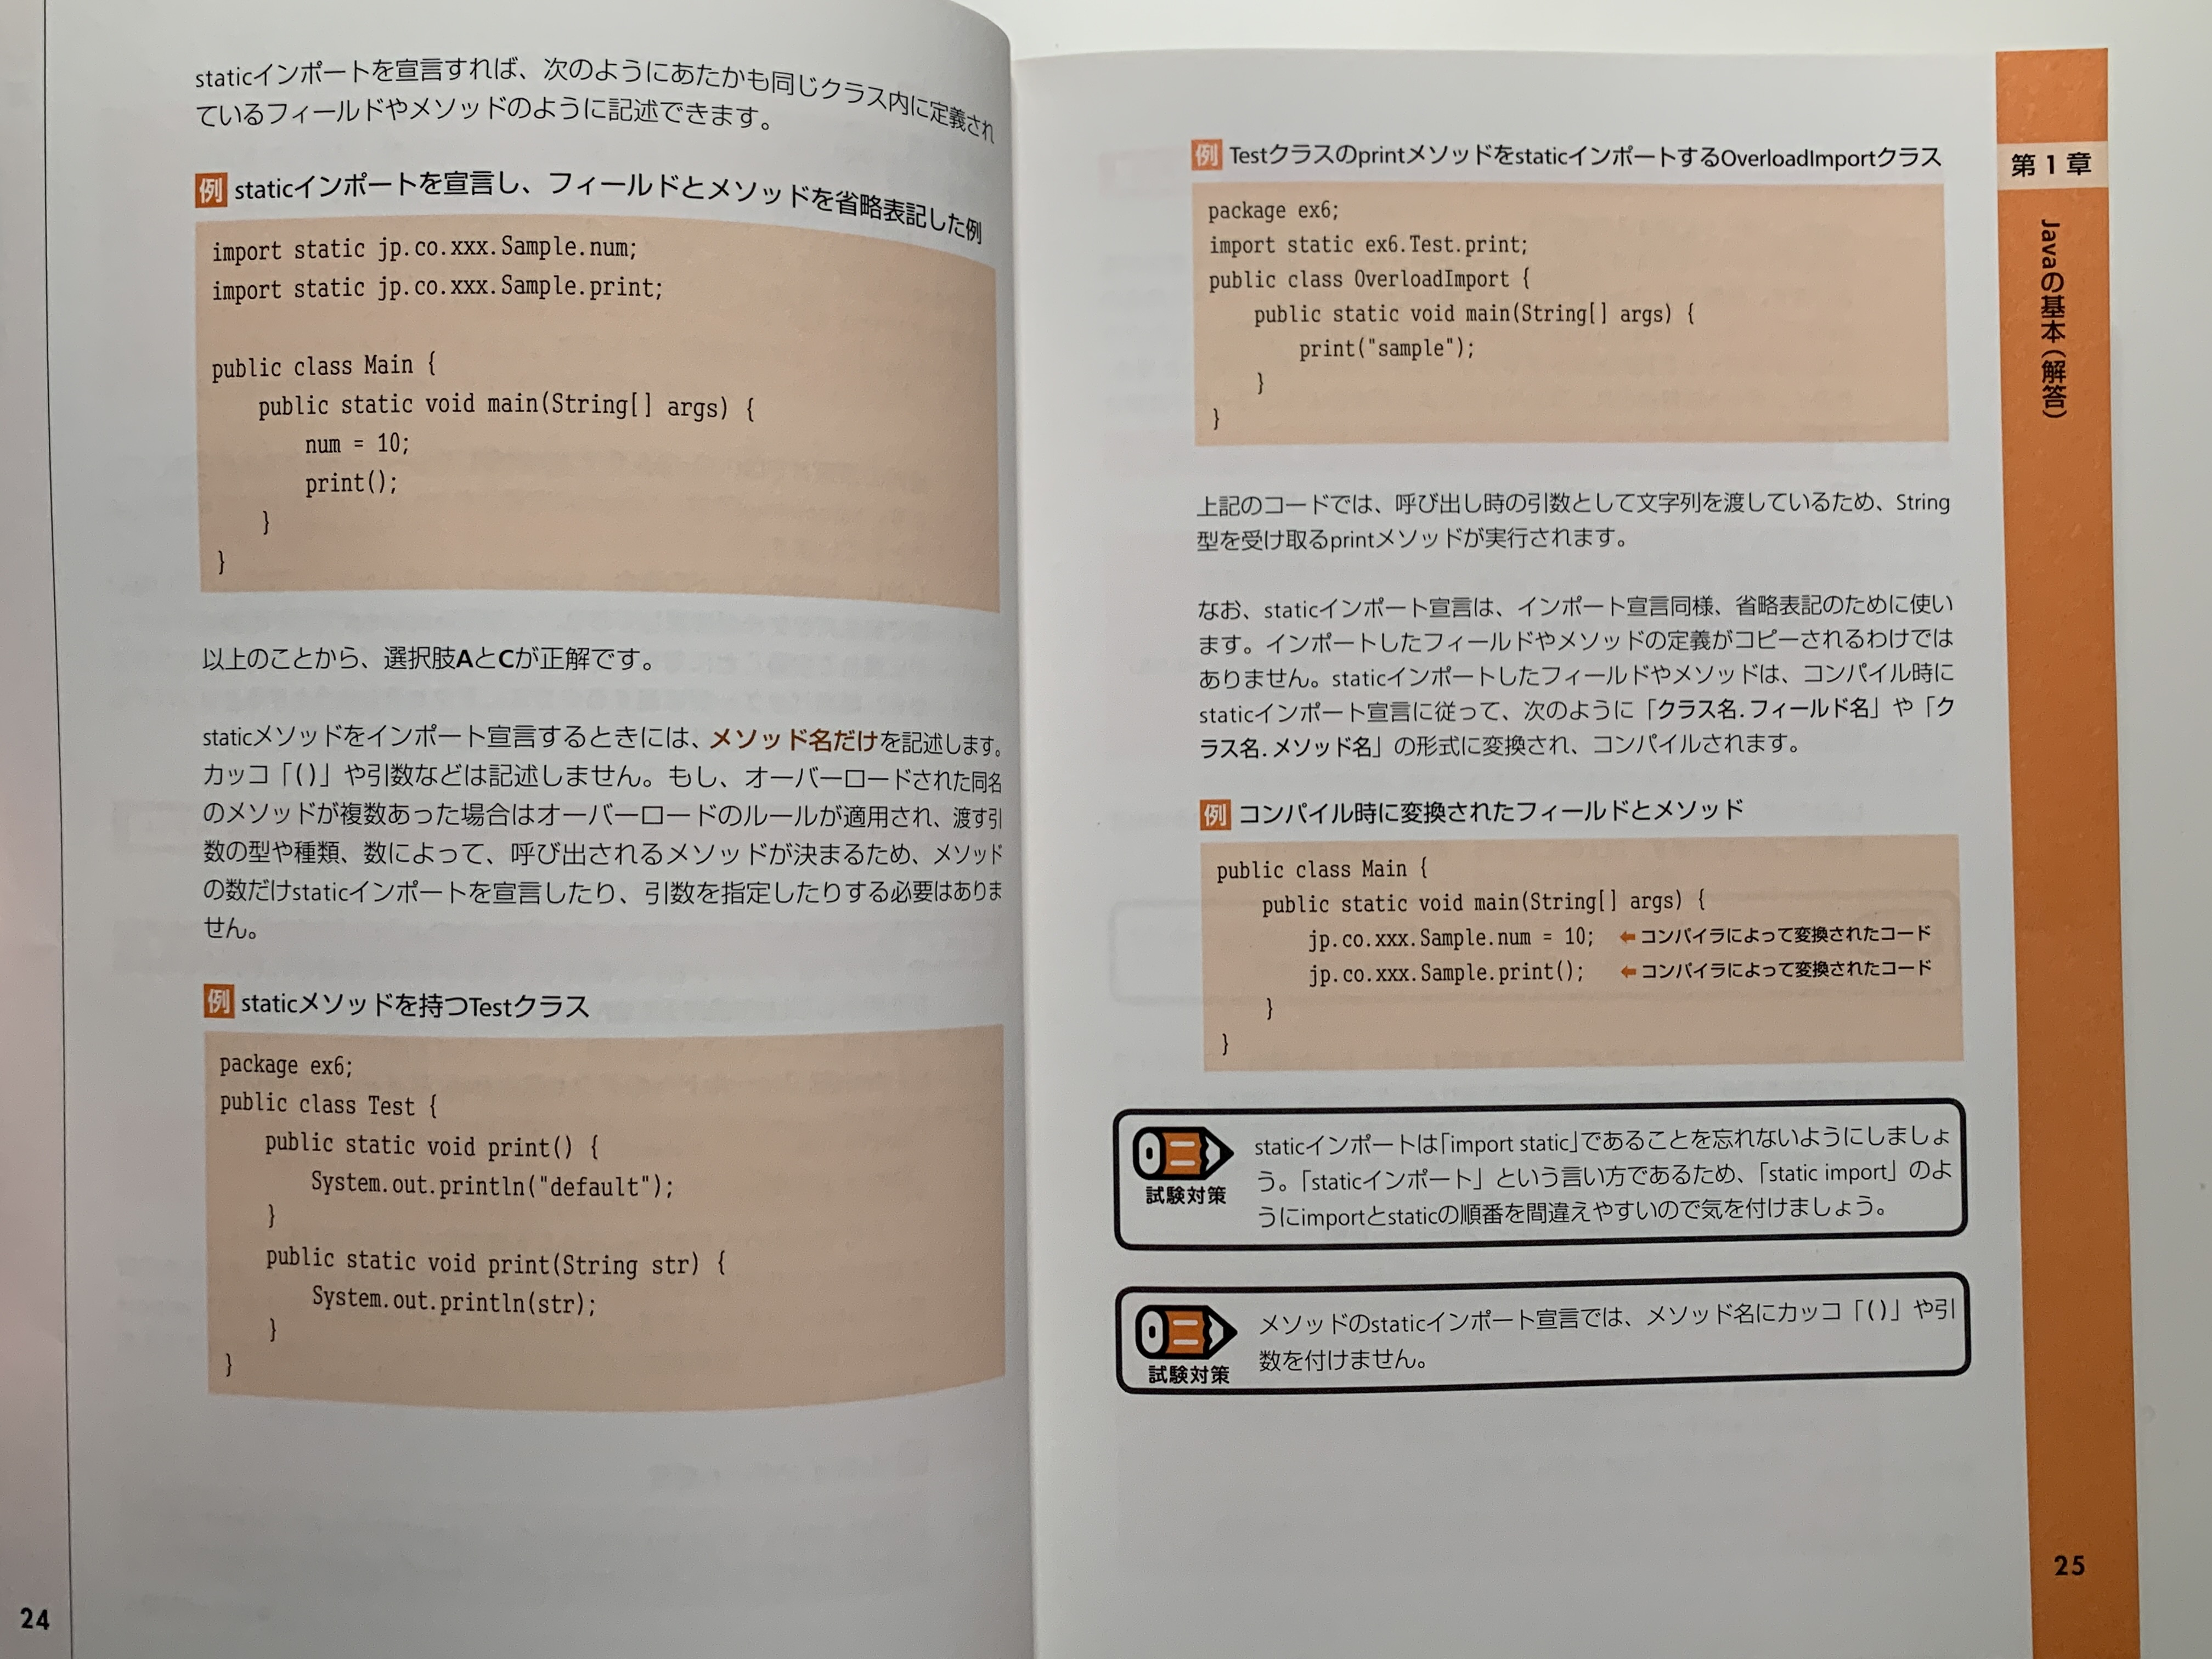 staticインポートを宣言すれば、次のようにあたかも同じクラス内に定義され
ているフィールドやメソッドのように記述できます。
例 staticインポートを宣言し、フィールドとメソッドを省略表記した例
import static jp.co.xxx.Sample.num;
import static jp.co.xxx.Sample.print;
public class Main {
    public static void main(String[] args) {
        num = 10;
        print();
    }
}
以上のことから、選択肢AとCが正解です。
staticメソッドをインポート宣言するときには、メソッド名だけを記述します。
カッコ「()」や引数などは記述しません。もし、オーバーロードされた同名
のメソッドが複数あった場合はオーバーロードのルールが適用され、渡す引
数の型や種類、数によって、呼び出されるメソッドが決まるため、メソッド
の数だけstaticインポートを宣言したり、引数を指定したりする必要はありま
せん。
例 staticメソッドを持つTestクラス
package ex6;
public class Test {
    public static void print() {
        System.out.println("default");
    }
    public static void print(String str) {
        System.out.println(str);
    }
}
24
例 TestクラスのprintメソッドをstaticインポートするOverloadImportクラス
package ex6;
import static ex6.Test.print;
public class OverloadImport {
    public static void main(String[] args) {
        print("sample");
    }
}
上記のコードでは、呼び出し時の引数として文字列を渡しているため、String
型を受け取るprintメソッドが実行されます。
なお、staticインポート宣言は、インポート宣言同様、省略表記のために使い
ます。インポートしたフィールドやメソッドの定義がコピーされるわけでは
ありません。staticインポートしたフィールドやメソッドは、コンパイル時に
staticインポート宣言に従って、次のように「クラス名.フィールド名」や「ク
ラス名.メソッド名」の形式に変換され、コンパイルされます。
例 コンパイル時に変換されたフィールドとメソッド
public class Main {
    public static void main(String[] args) {
        jp.co.xxx.Sample.num = 10; ←コンパイラによって変換されたコード
        jp.co.xxx.Sample.print(); ←コンパイラによって変換されたコード
    }
}
試験対策
staticインポートは「import static」であることを忘れないようにしましょ
う。「staticインポート」という言い方であるため、「static import」のよ
うにimportとstaticの順番を間違えやすいので気を付けましょう。
試験対策
メソッドのstaticインポート宣言では、メソッド名にカッコ「()」や引
数を付けません。
第1章
Javaの基本（解答）
25